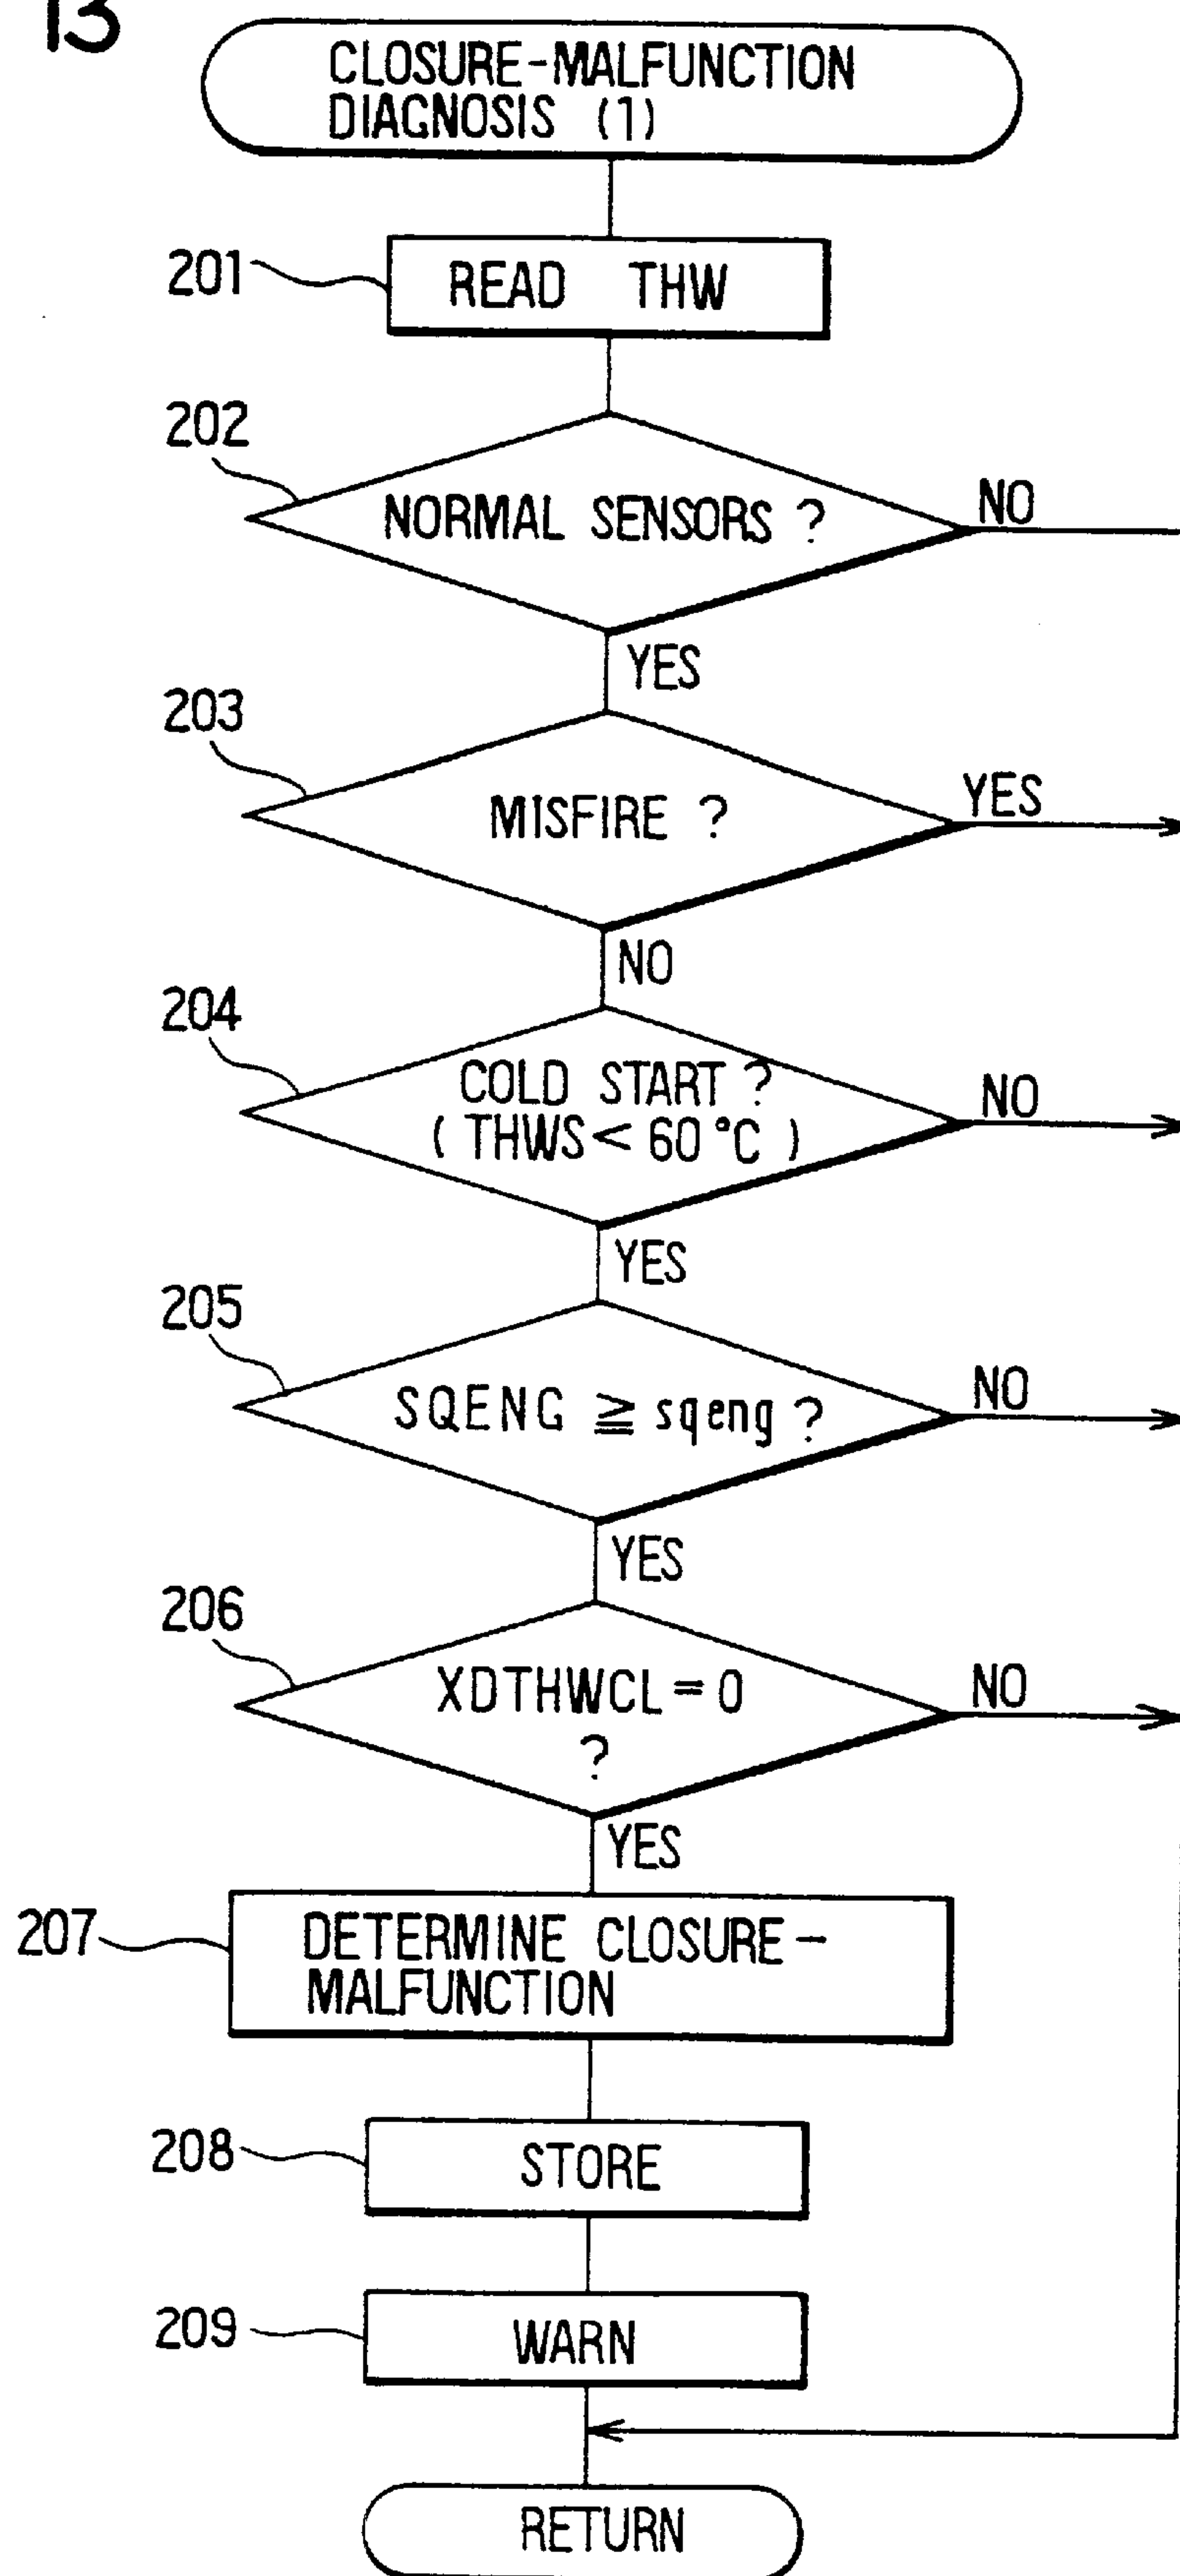 13
CLOSURE-MALFUNCTION
DIAGNOSIS (1)
201
READ THW
202
NORMAL SENSORS ?
NO
YES
203
MISFIRE ?
YES
NO
204
COLD START ?
( THWS < 60 °C )
NO
YES
205
SQENG ≧ sqeng ?
NO
YES
206
XDTHWCL = 0
?
NO
YES
207
DETERMINE CLOSURE-
MALFUNCTION
208
STORE
209
WARN
RETURN